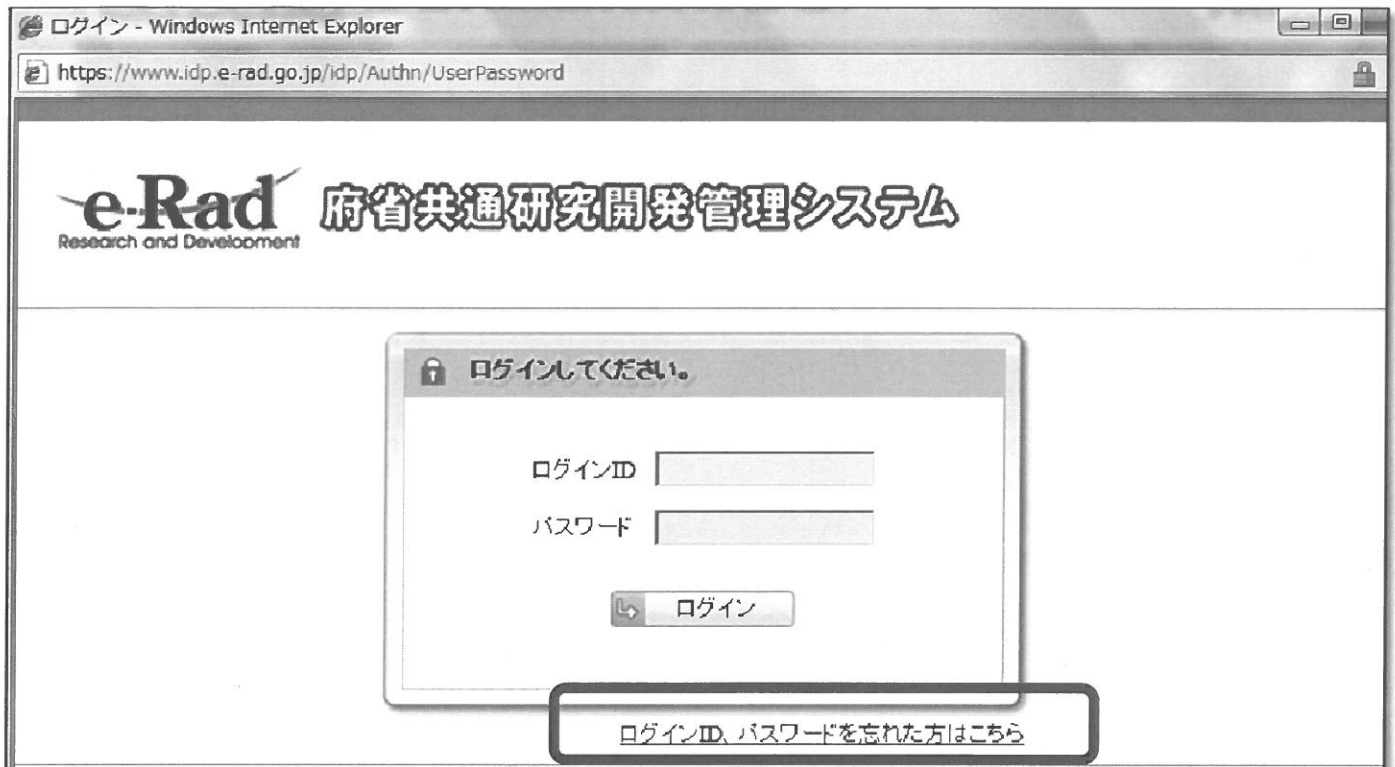 ログイン - Windows Internet Explorer
https://www.idp.e-rad.go.jp/idp/Authn/UserPassword
e-Rad 府省共通研究開発管理システム
Research and Development
ログインしてください。
ログインID
パスワード
ログイン
ログインID、パスワードを忘れた方はこちら